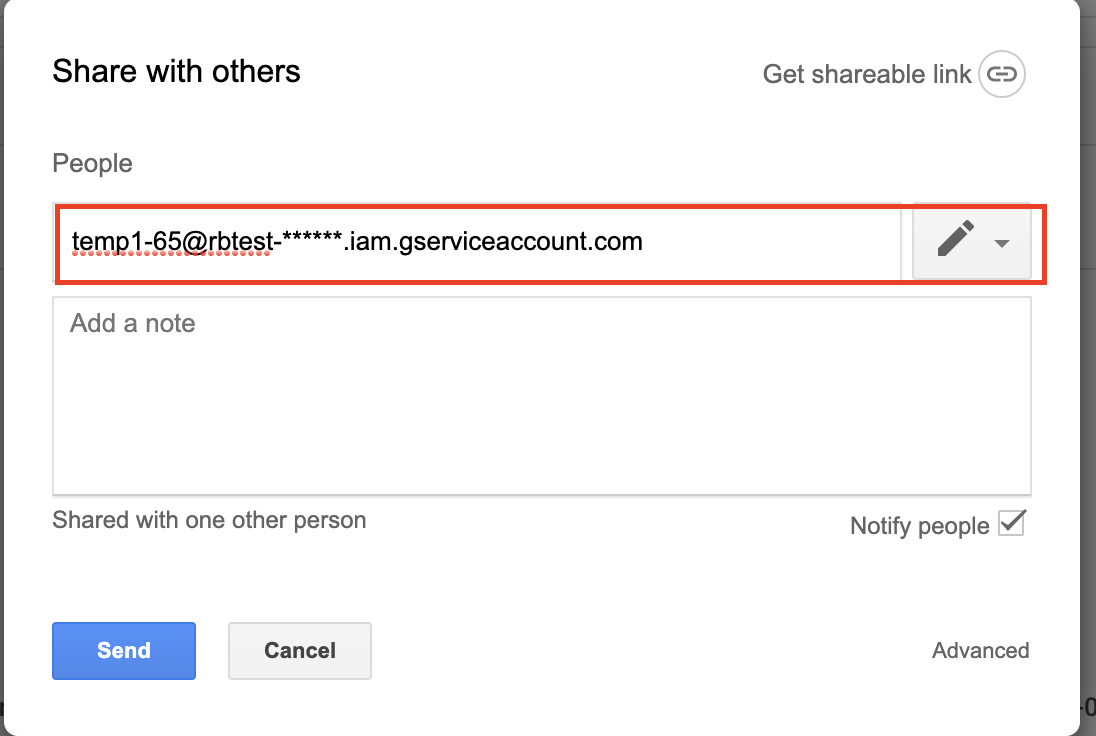 Share with others
Get shareable link
People
temp1-65@rbtest-******.iam.gserviceaccount.com
Add a note
Shared with one other person
Notify people
Send
Cancel
Advanced